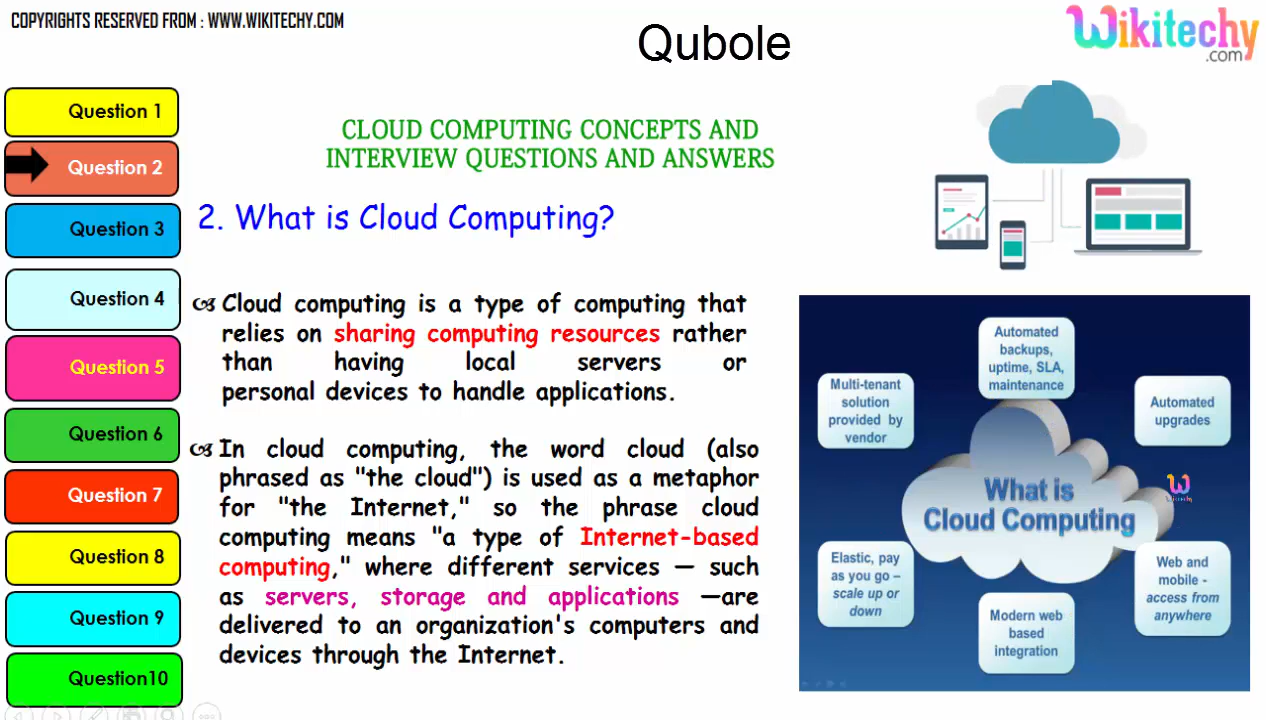 COPYRIGHTS RESERVED FROM : WWW.WIKITECHY.COM
Qubole
Wikitechy
.com
Question 1
Question 2
Question 3
Question 4
Question 5
Question 6
Question 7
Question 8
Question 9
Question10
CLOUD COMPUTING CONCEPTS AND
INTERVIEW QUESTIONS AND ANSWERS
2. What is Cloud Computing?
Cloud computing is a type of computing that
relies on sharing computing resources rather
than having local servers or
personal devices to handle applications.
In cloud computing, the word cloud (also
phrased as "the cloud") is used as a metaphor
for "the Internet," so the phrase cloud
computing means "a type of Internet-based
computing," where different services — such
as servers, storage and applications —are
delivered to an organization's computers and
devices through the Internet.
Automated
backups,
uptime, SLA,
maintenance
Multi-tenant
solution
provided by
vendor
Automated
upgrades
What is
Cloud Computing
W
Wikitechy
Elastic, pay
as you go –
scale up or
down
Modern web
based
integration
Web and
mobile -
access from
anywhere